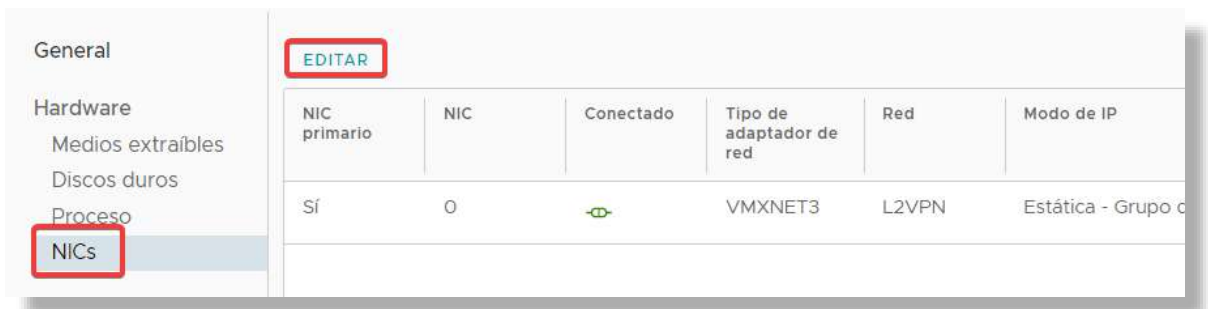 General
Hardware
Medios extraíbles
Discos duros
Proceso
NICs
EDITAR
NIC primario
NIC
Conectado
Tipo de adaptador de red
Red
Modo de IP
Sí
0
VMXNET3
L2VPN
Estática - Grupo